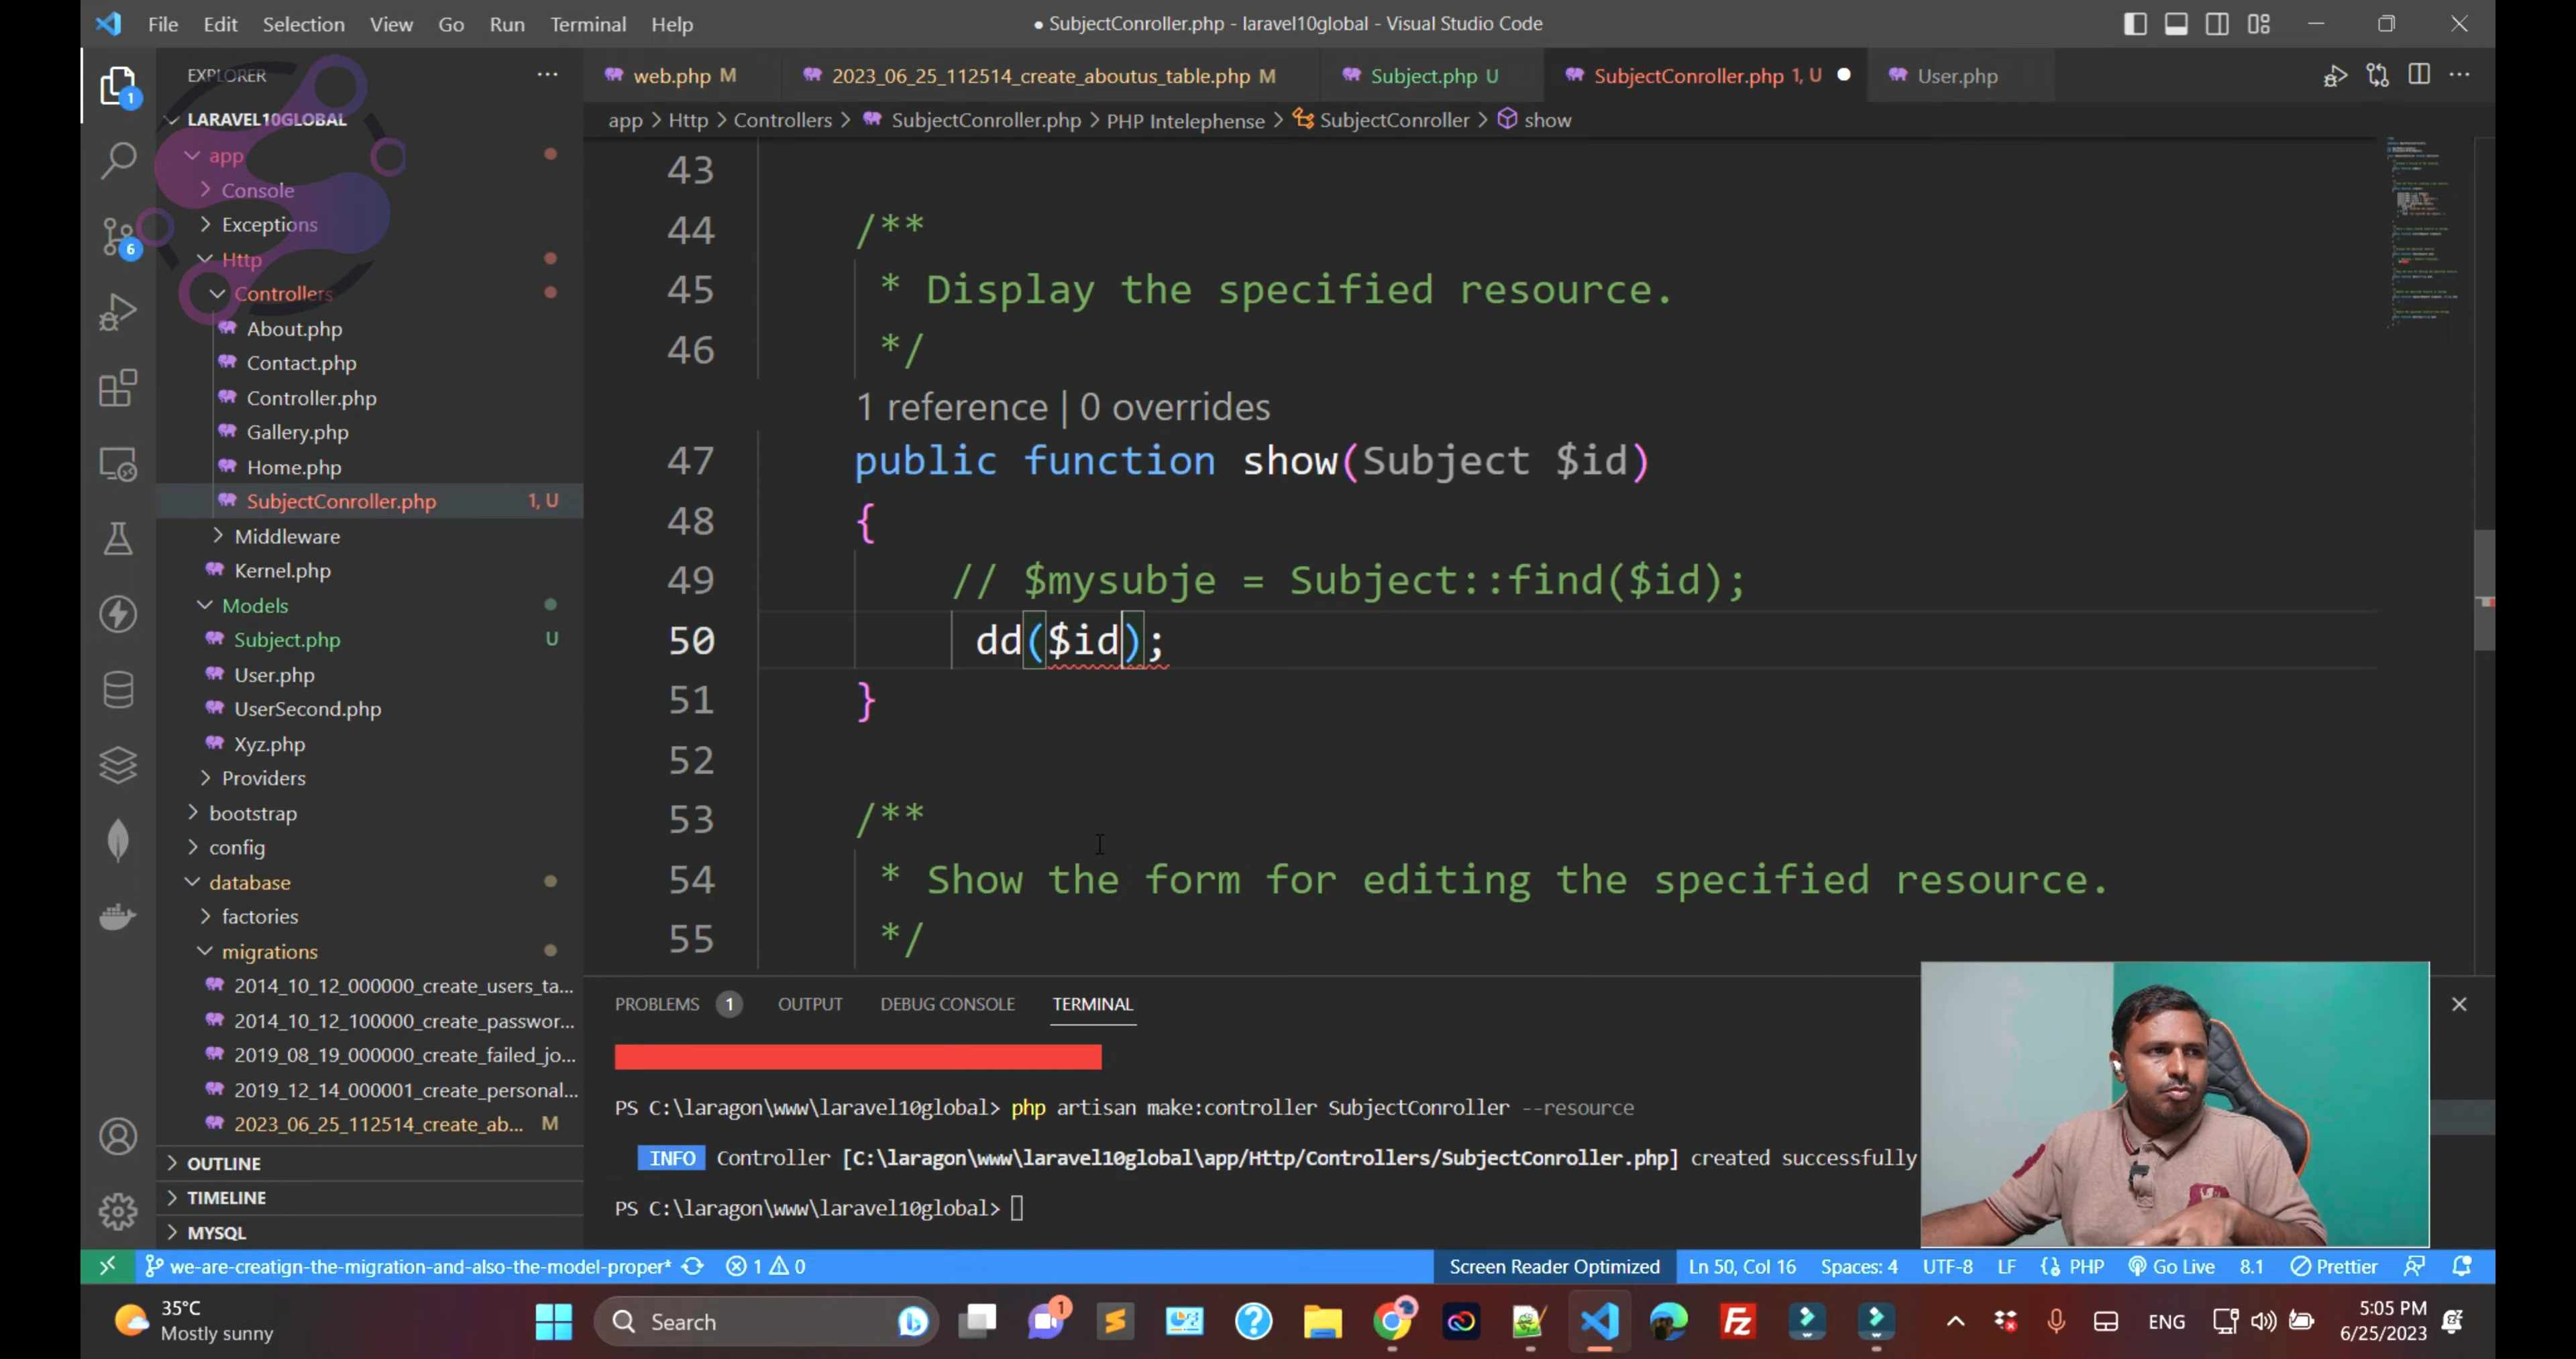 File Edit Selection View Go Run Terminal Help
● SubjectConroller.php - laravel10global - Visual Studio Code
EXPLORER
LARAVEL10GLOBAL
app
Console
Exceptions
Http
Controllers
About.php
Contact.php
Controller.php
Gallery.php
Home.php
SubjectConroller.php 1, U
Middleware
Kernel.php
Models
Subject.php U
User.php
UserSecond.php
Xyz.php
Providers
bootstrap
config
database
factories
migrations
2014_10_12_000000_create_users_ta...
2014_10_12_100000_create_passwor...
2019_08_19_000000_create_failed_jo...
2019_12_14_000001_create_personal...
2023_06_25_112514_create_ab... M
OUTLINE
TIMELINE
MYSQL
1
6
web.php M 2023_06_25_112514_create_aboutus_table.php M Subject.php U SubjectConroller.php 1, U User.php
app > Http > Controllers > SubjectConroller.php > PHP Intelephense > SubjectConroller > show
43
44 /**
45 * Display the specified resource.
46 */
1 reference | 0 overrides
47 public function show(Subject $id)
48 {
49 // $mysubje = Subject::find($id);
50 dd($id);
51 }
52
53 /**
54 * Show the form for editing the specified resource.
55 */
PROBLEMS 1 OUTPUT DEBUG CONSOLE TERMINAL
PS C:\laragon\www\laravel10global> php artisan make:controller SubjectConroller --resource
INFO Controller [C:\laragon\www\laravel10global\app/Http/Controllers/SubjectConroller.php] created successfully
PS C:\laragon\www\laravel10global>
we-are-creatign-the-migration-and-also-the-model-proper* 1 0 Screen Reader Optimized Ln 50, Col 16 Spaces: 4 UTF-8 LF PHP Go Live 8.1 Prettier
35°C
Mostly sunny
Search
1
ENG
5:05 PM
6/25/2023